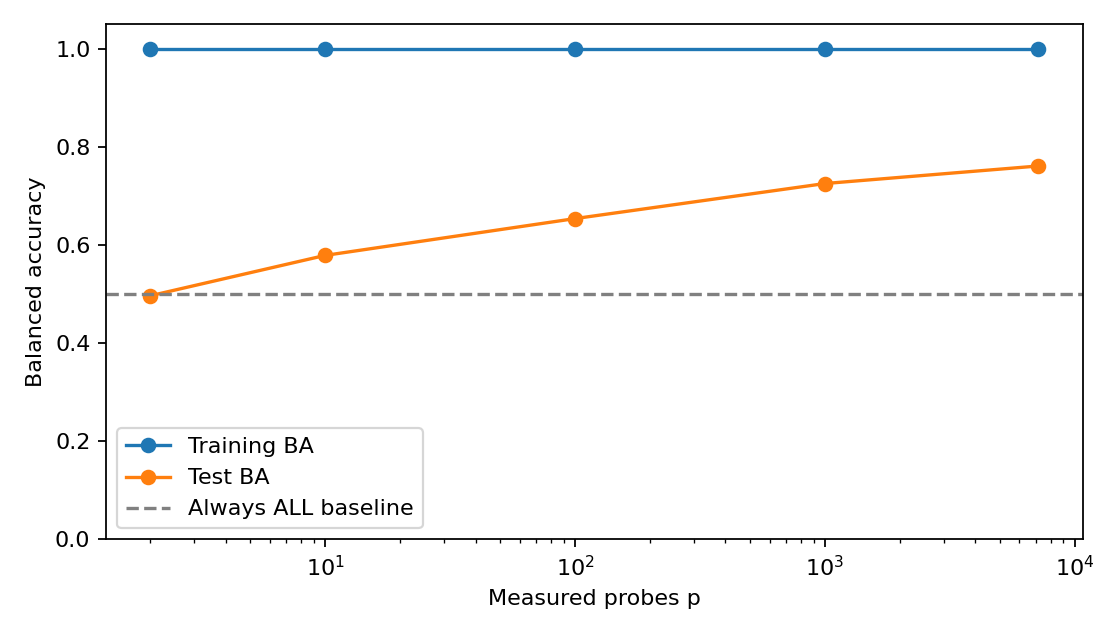 Balanced accuracy
1.0
0.8
0.6
0.4
0.2
0.0
Training BA
Test BA
Always ALL baseline
10¹
10²
10³
10⁴
Measured probes p